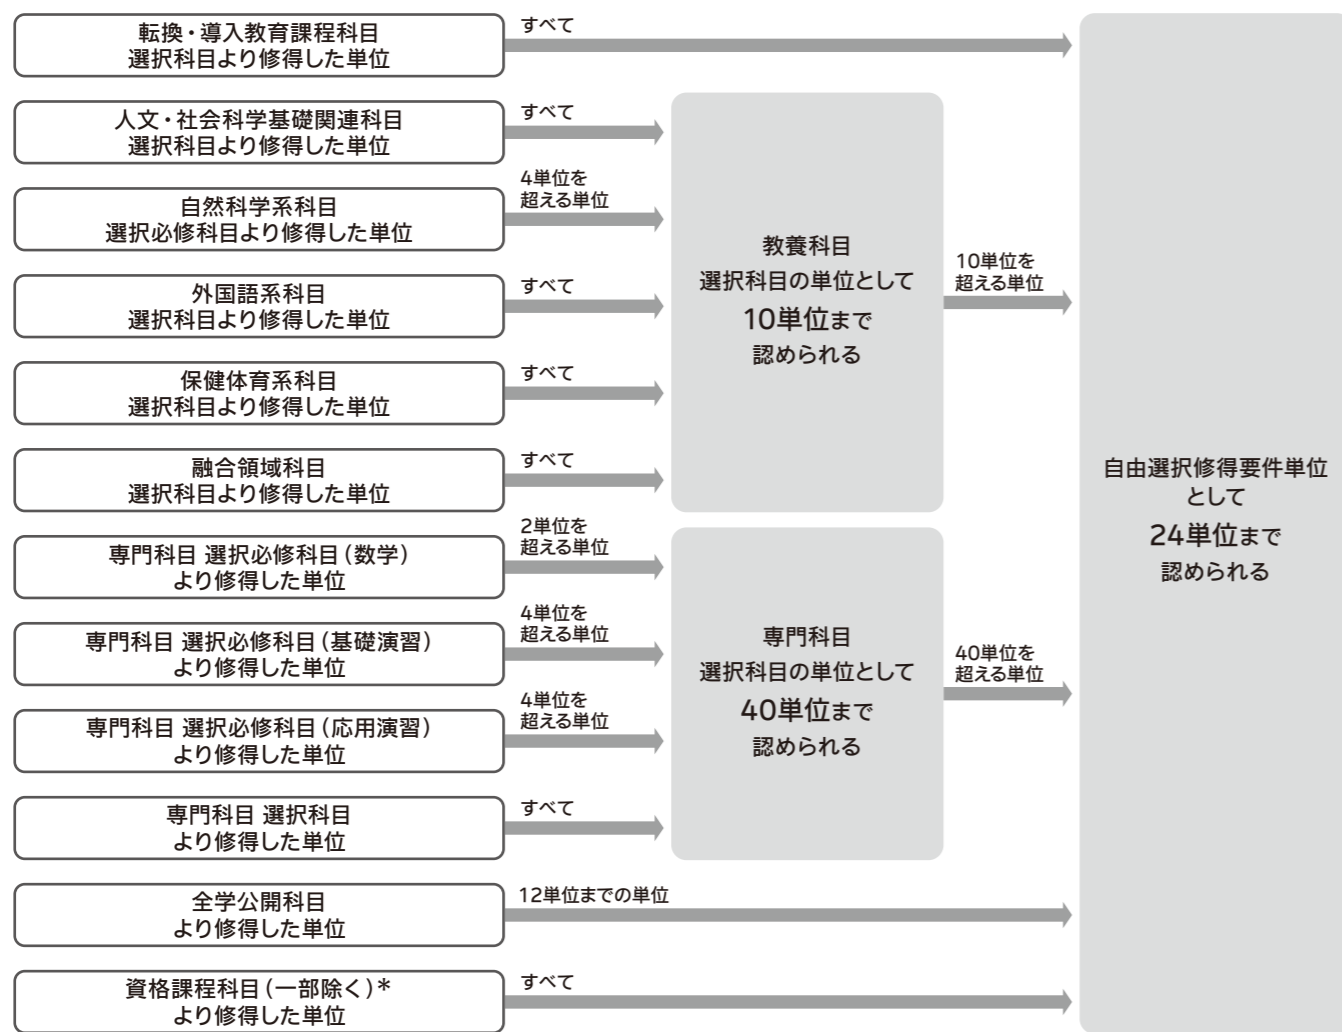 転換・導入教育課程科目
選択科目より修得した単位
すべて
人文・社会科学基礎関連科目
選択科目より修得した単位
すべて
自然科学系科目
選択必修科目より修得した単位
4単位を
超える単位
外国語系科目
選択科目より修得した単位
すべて
保健体育系科目
選択科目より修得した単位
すべて
融合領域科目
選択科目より修得した単位
すべて
教養科目
選択科目の単位として
10単位まで
認められる
10単位を
超える単位
専門科目 選択必修科目(数学)
より修得した単位
2単位を
超える単位
専門科目 選択必修科目(基礎演習)
より修得した単位
4単位を
超える単位
専門科目 選択必修科目(応用演習)
より修得した単位
4単位を
超える単位
専門科目 選択科目
より修得した単位
すべて
専門科目
選択科目の単位として
40単位まで
認められる
40単位を
超える単位
全学公開科目
より修得した単位
12単位までの単位
資格課程科目(一部除く)*
より修得した単位
すべて
自由選択修得要件単位
として
24単位まで
認められる